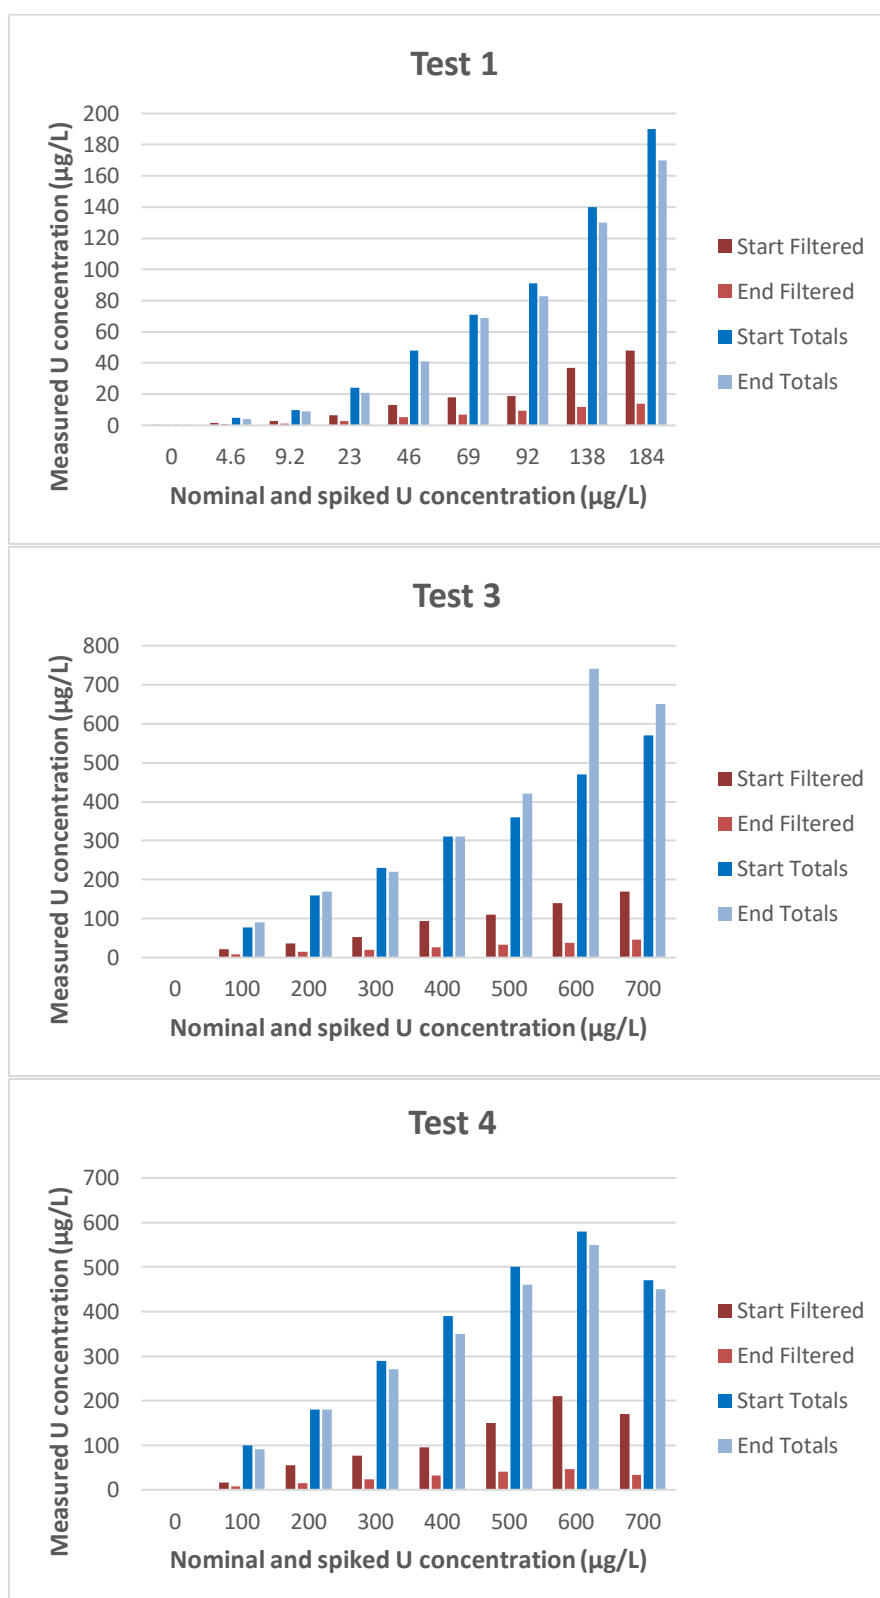 Test 1
Measured U concentration (µg/L)
200
180
160
140
120
100
80
60
40
20
0
0 4.6 9.2 23 46 69 92 138 184
Nominal and spiked U concentration (µg/L)
Start Filtered
End Filtered
Start Totals
End Totals
Test 3
Measured U concentration (µg/L)
800
700
600
500
400
300
200
100
0
0 100 200 300 400 500 600 700
Nominal and spiked U concentration (µg/L)
Start Filtered
End Filtered
Start Totals
End Totals
Test 4
Measured U concentration (µg/L)
700
600
500
400
300
200
100
0
0 100 200 300 400 500 600 700
Nominal and spiked U concentration (µg/L)
Start Filtered
End Filtered
Start Totals
End Totals